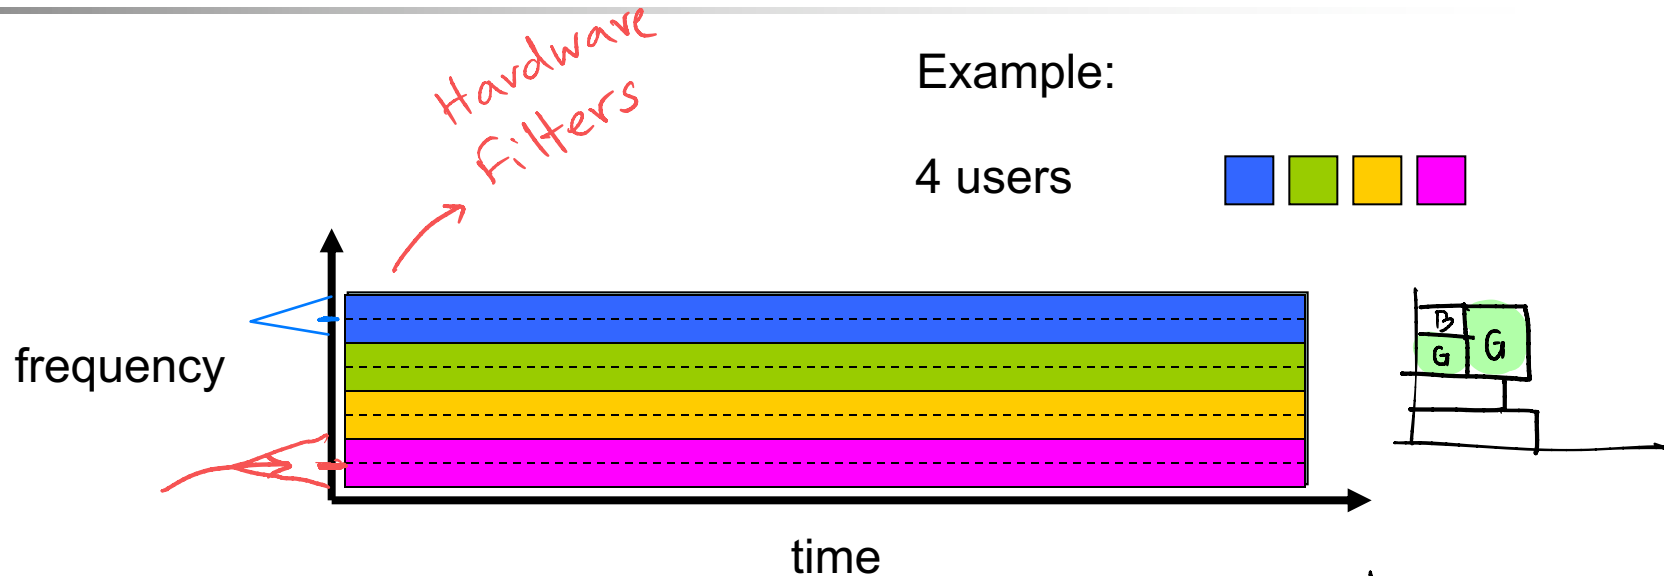 Hardware
Filters
Example:
4 users
frequency
B
G
G
time